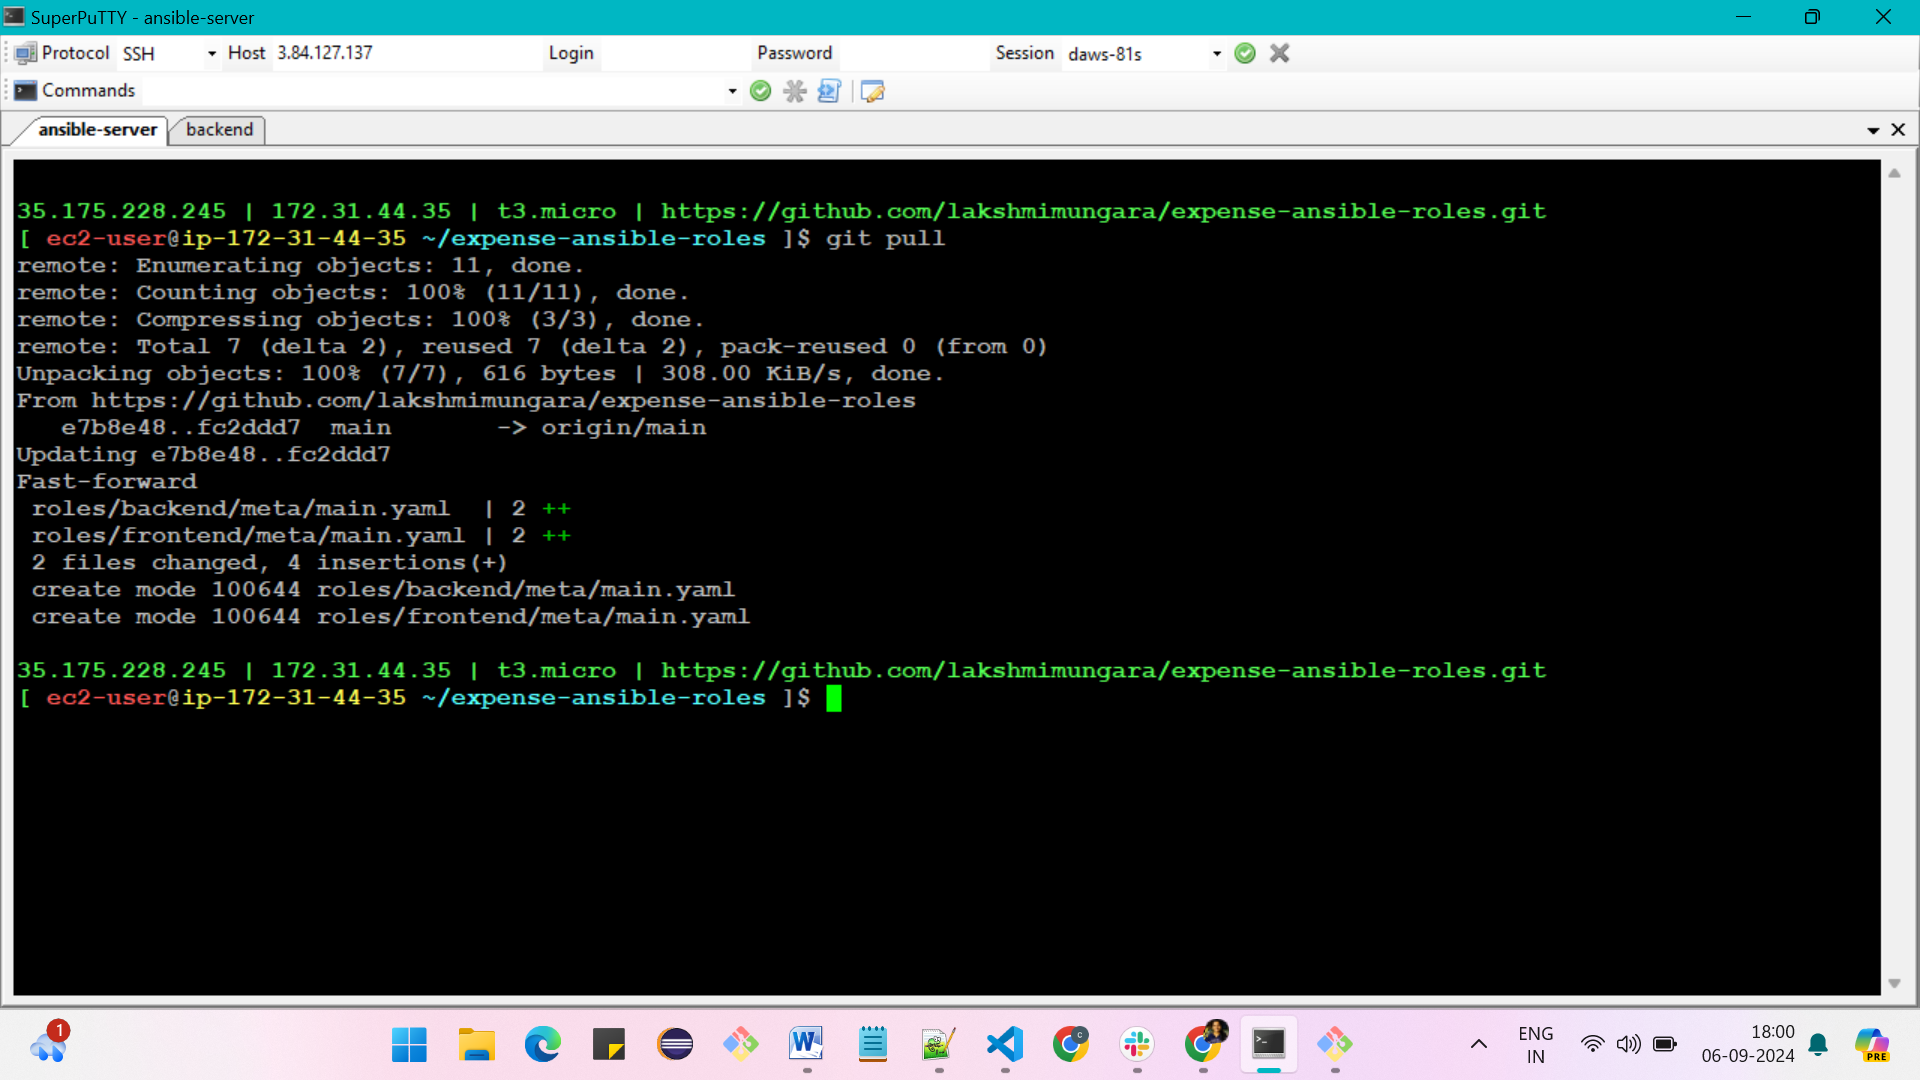 SuperPuTTY - ansible-server
Protocol SSH Host 3.84.127.137 Login Password Session daws-81s
Commands
ansible-server backend
35.175.228.245 | 172.31.44.35 | t3.micro | https://github.com/lakshmimungara/expense-ansible-roles.git
[ ec2-user@ip-172-31-44-35 ~/expense-ansible-roles ]$ git pull
remote: Enumerating objects: 11, done.
remote: Counting objects: 100% (11/11), done.
remote: Compressing objects: 100% (3/3), done.
remote: Total 7 (delta 2), reused 7 (delta 2), pack-reused 0 (from 0)
Unpacking objects: 100% (7/7), 616 bytes | 308.00 KiB/s, done.
From https://github.com/lakshmimungara/expense-ansible-roles
   e7b8e48..fc2ddd7  main       -> origin/main
Updating e7b8e48..fc2ddd7
Fast-forward
 roles/backend/meta/main.yaml  | 2 ++
 roles/frontend/meta/main.yaml | 2 ++
 2 files changed, 4 insertions(+)
 create mode 100644 roles/backend/meta/main.yaml
 create mode 100644 roles/frontend/meta/main.yaml
35.175.228.245 | 172.31.44.35 | t3.micro | https://github.com/lakshmimungara/expense-ansible-roles.git
[ ec2-user@ip-172-31-44-35 ~/expense-ansible-roles ]$
1
ENG
IN
18:00
06-09-2024
PRE